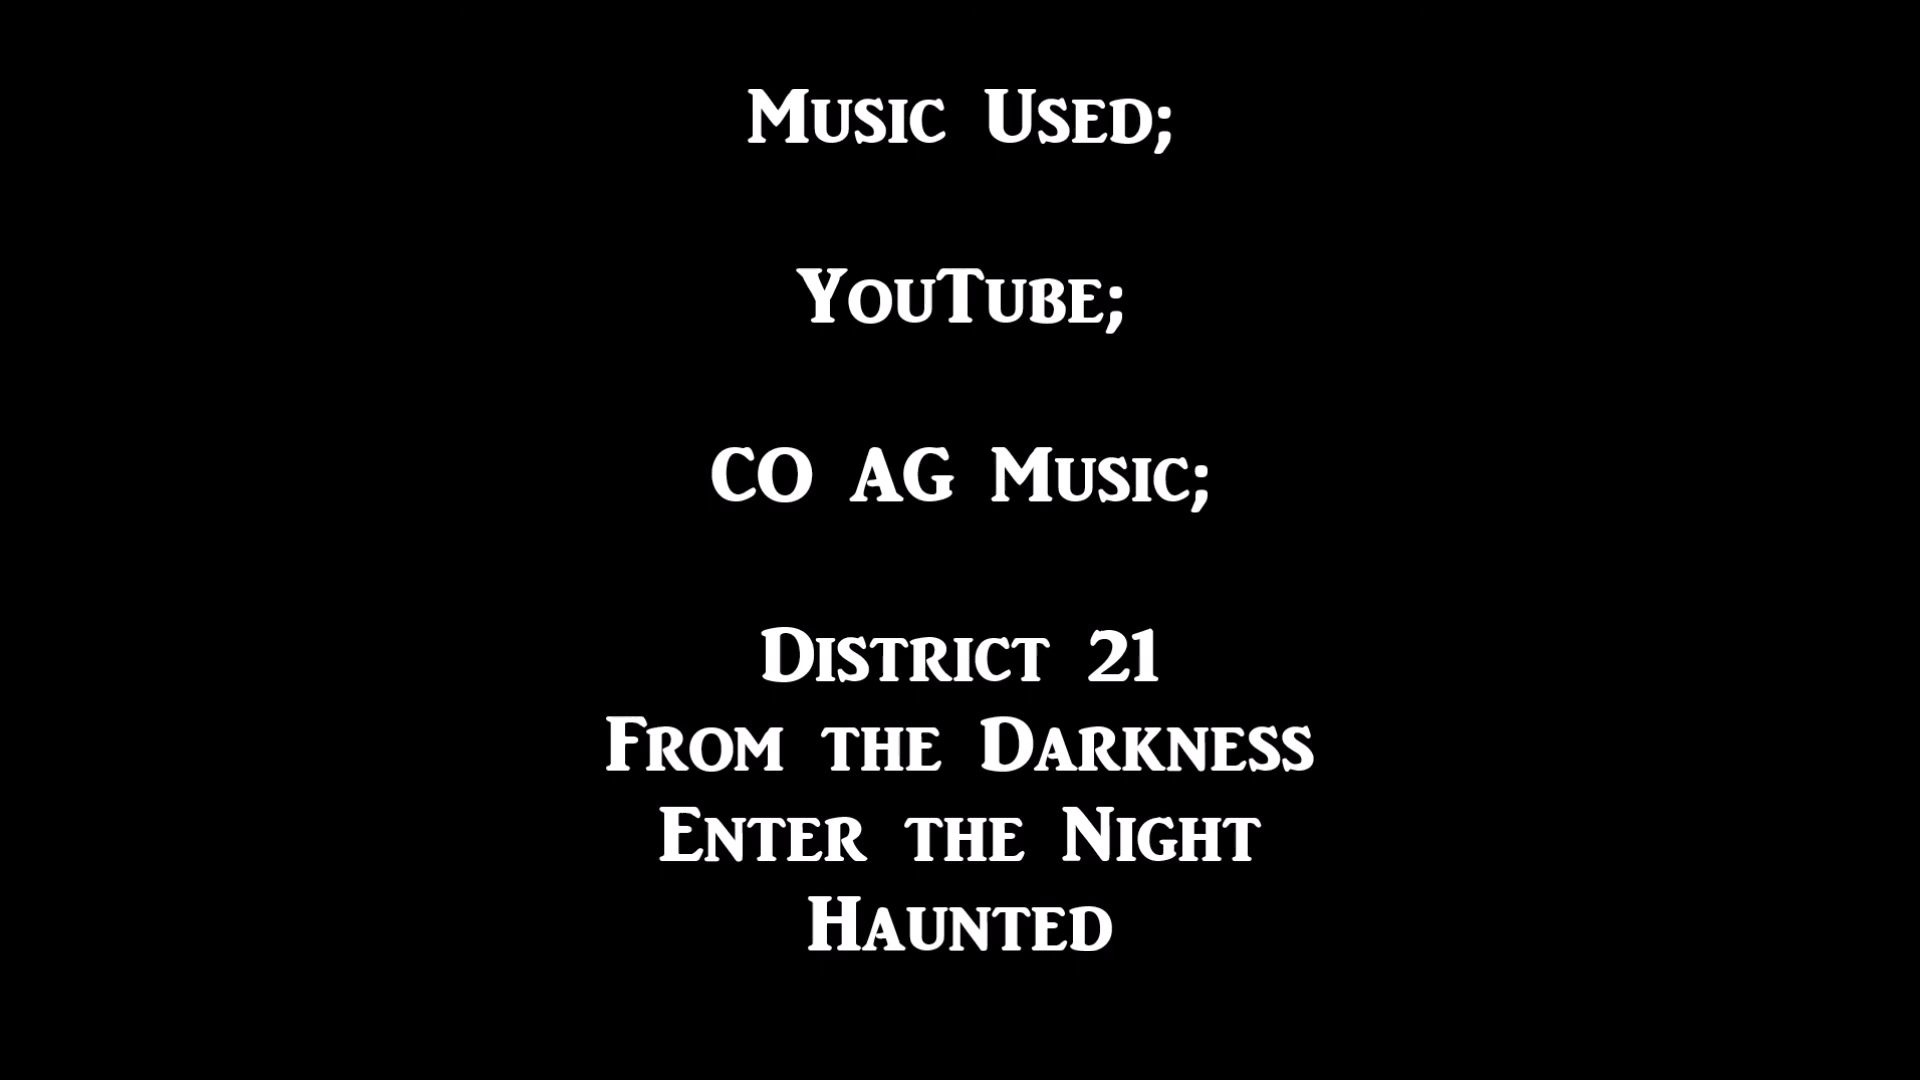 Music Used;
YouTube;
CO AG Music;
District 21
From the Darkness
Enter the Night
Haunted